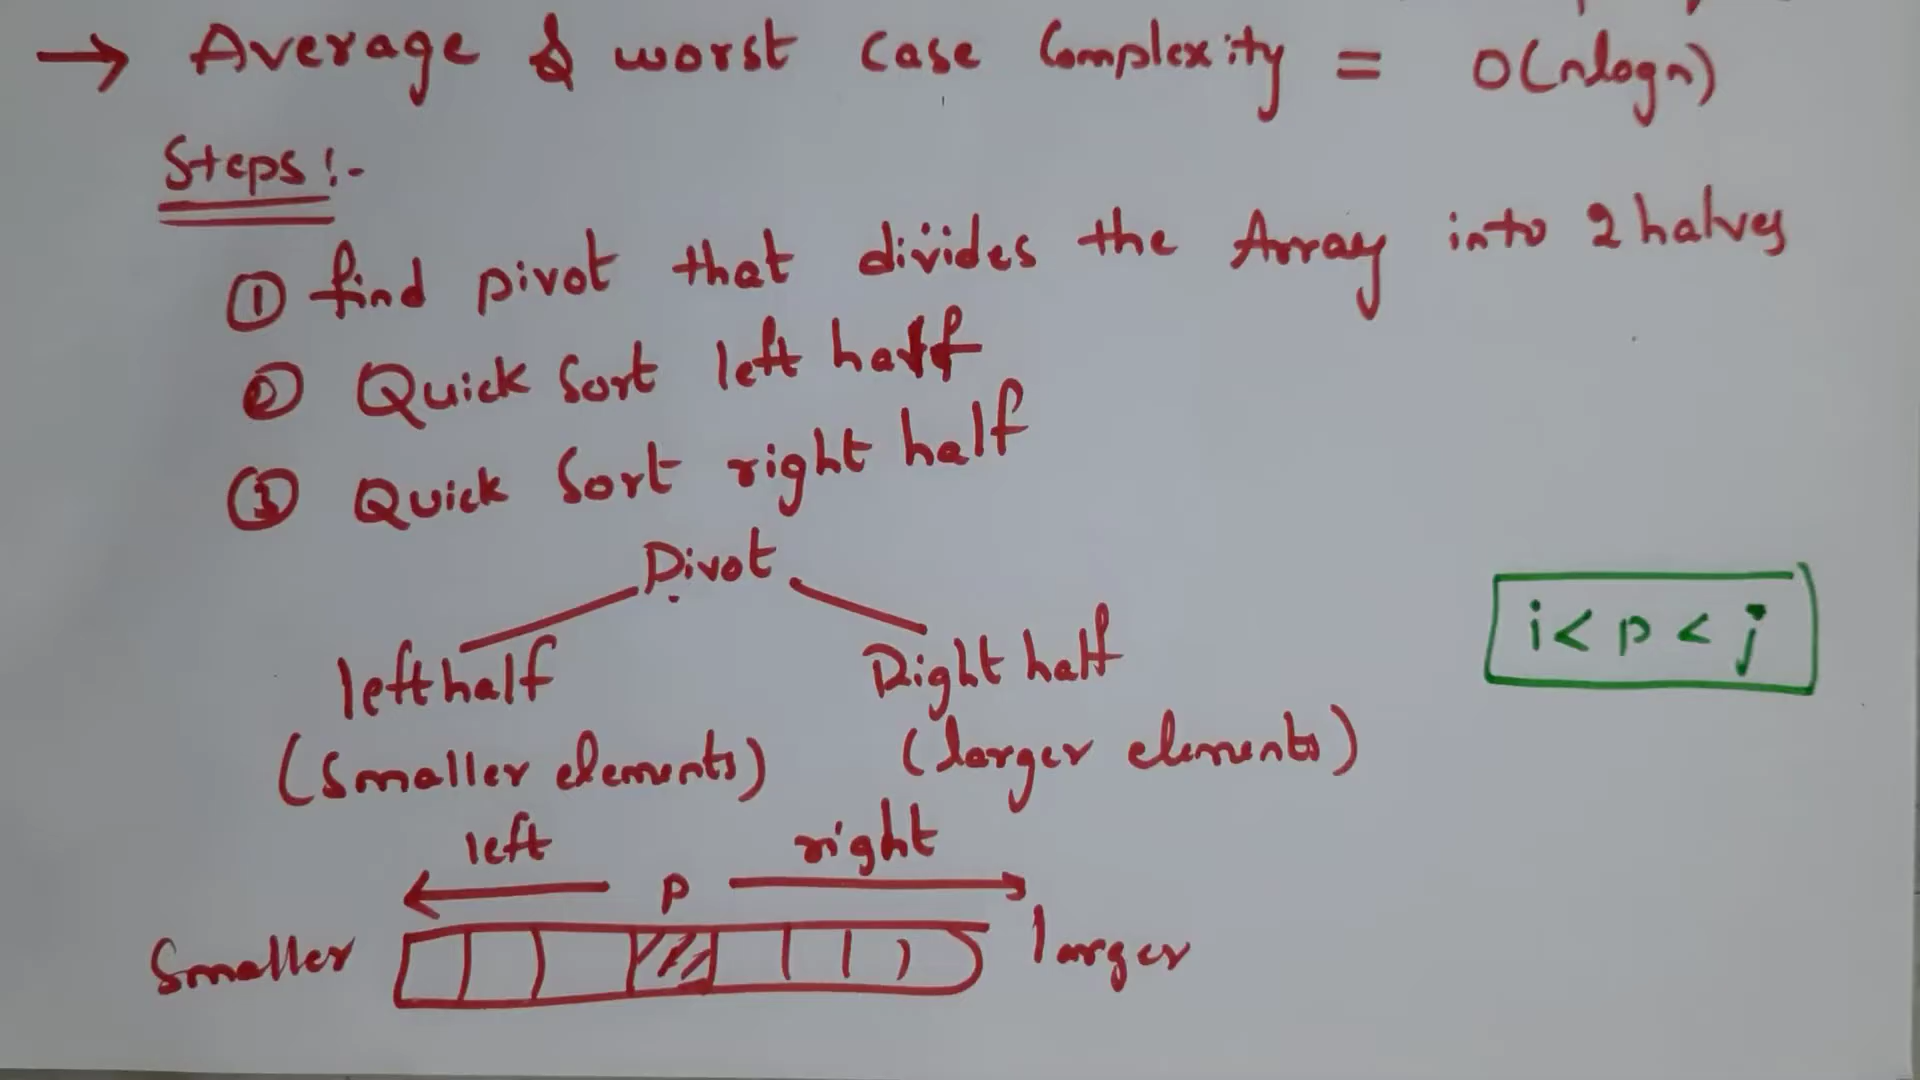 → Average & worst case Complexity = O(nlogn)
Steps :-
① find pivot that divides the Array into 2 halves
② Quick Sort left half
③ Quick Sort right half
Pivot
left half Right half
(Smaller elements) (larger elements)
i < p < j
left right
P
Smaller larger